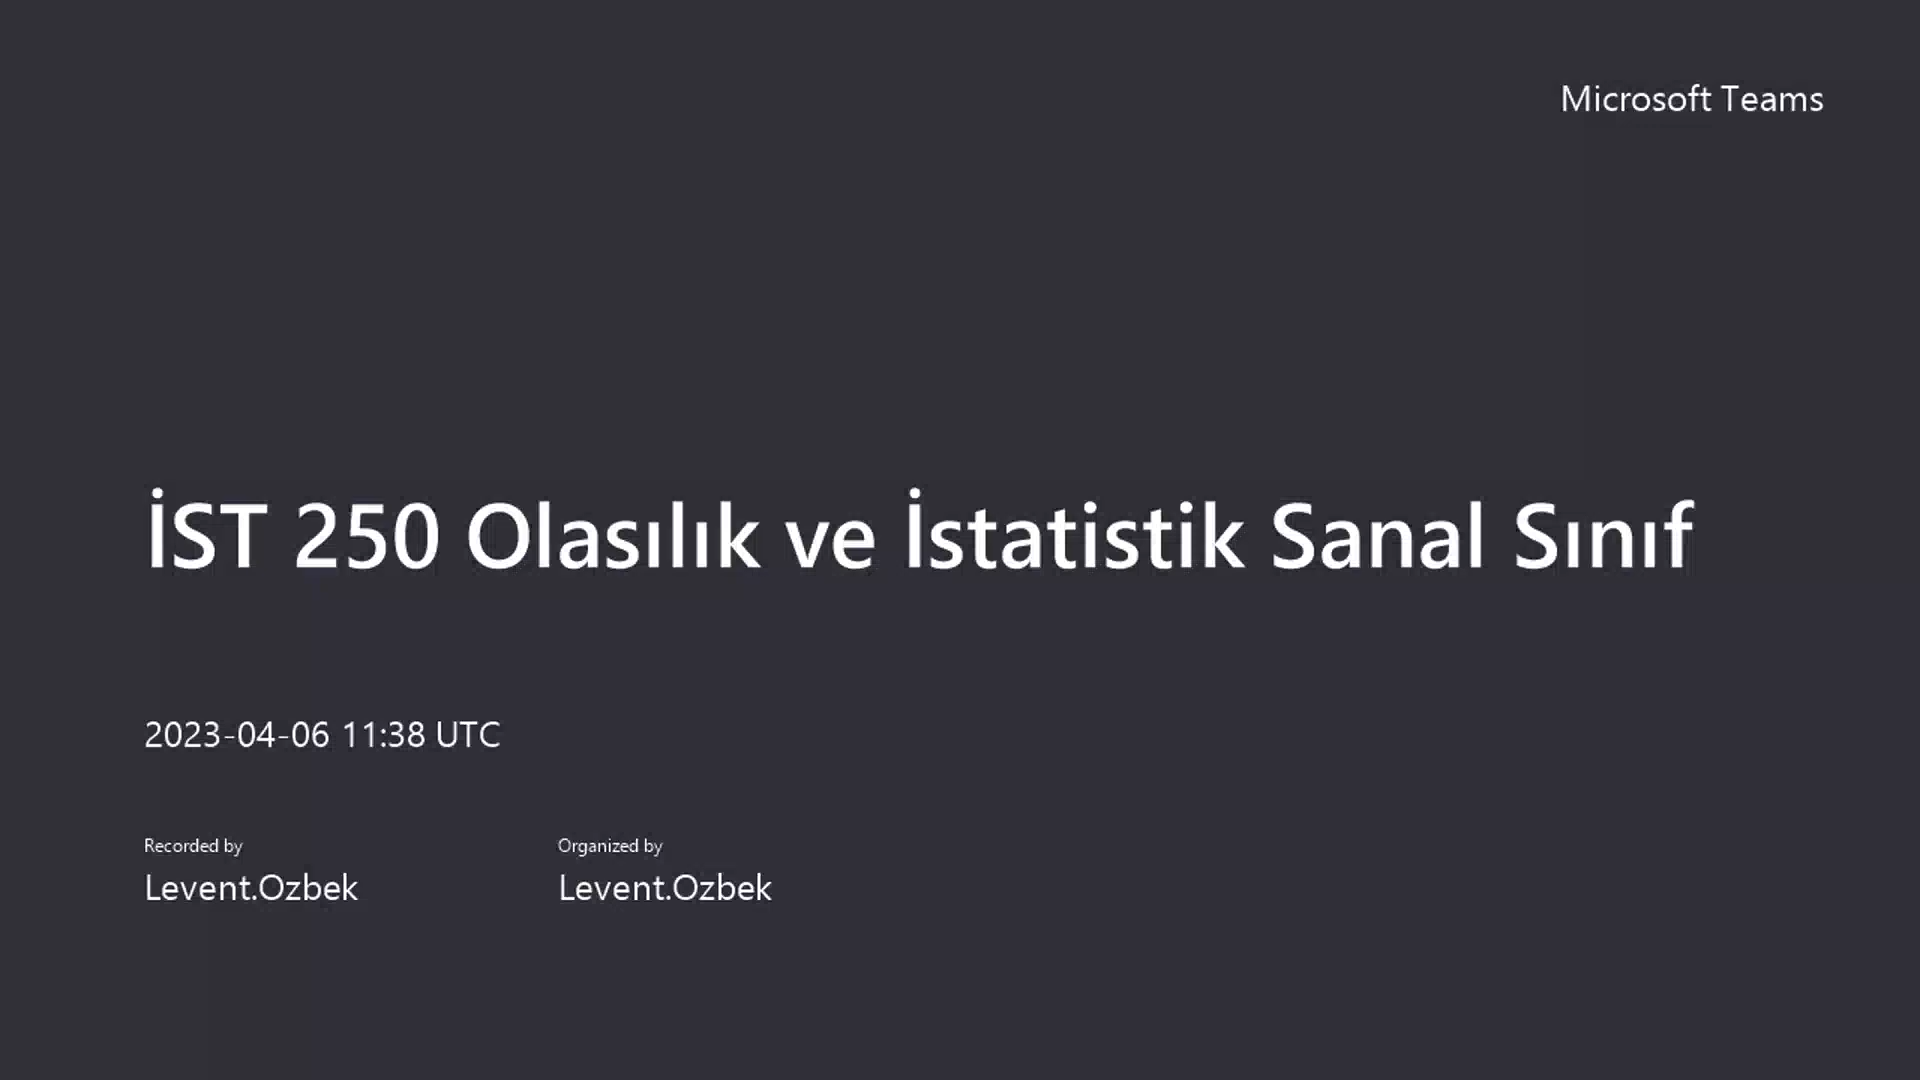 Microsoft Teams
İST 250 Olasılık ve İstatistik Sanal Sınıf
2023-04-06 11:38 UTC
Recorded by
Levent.Ozbek
Organized by
Levent.Ozbek